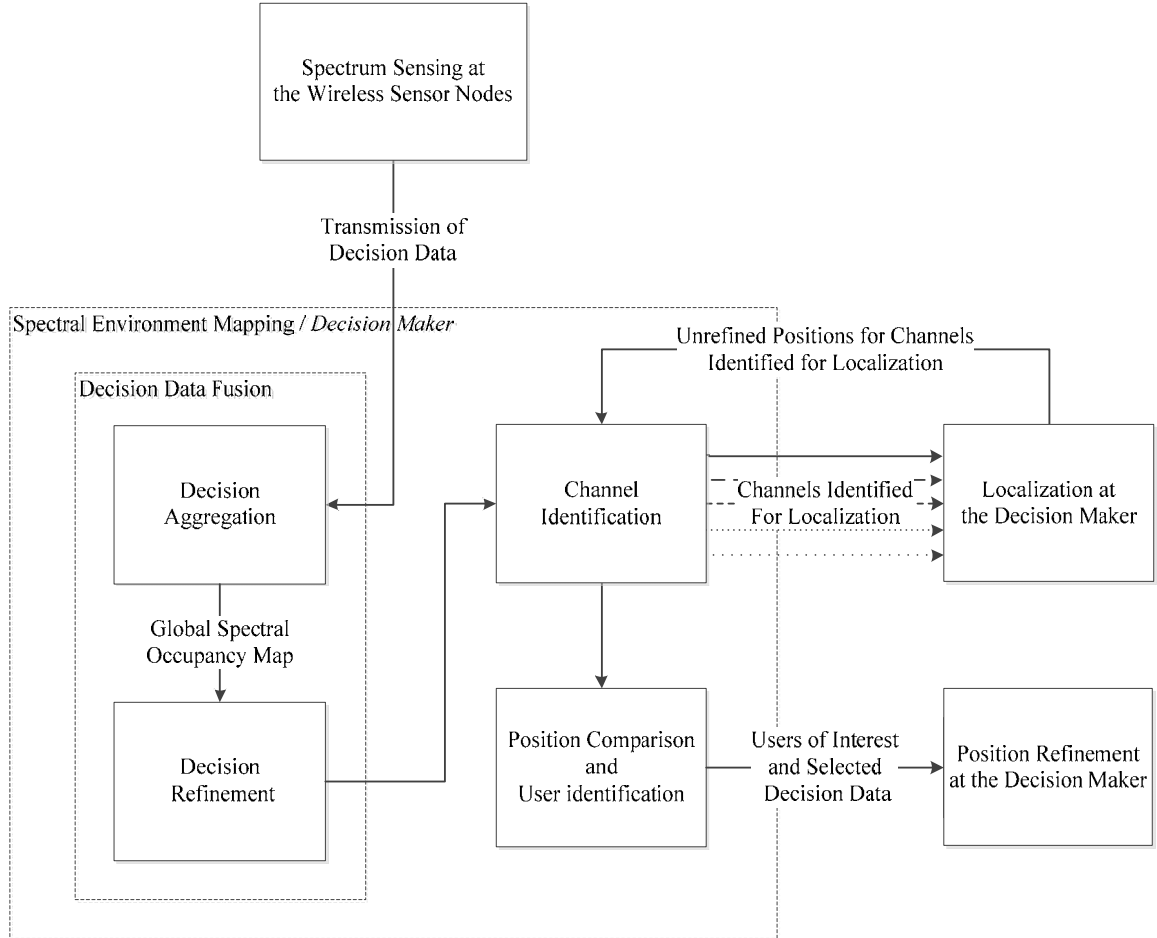 Spectrum Sensing at
the Wireless Sensor Nodes
Transmission of
Decision Data
Spectral Environment Mapping / Decision Maker
Unrefined Positions for Channels
Identified for Localization
Decision Data Fusion
Decision
Aggregation
Channel
Identification
Channels Identified
For Localization
Localization at
the Decision Maker
Global Spectral
Occupancy Map
Decision
Refinement
Position Comparison
and
User identification
Users of Interest
and Selected
Decision Data
Position Refinement
at the Decision Maker